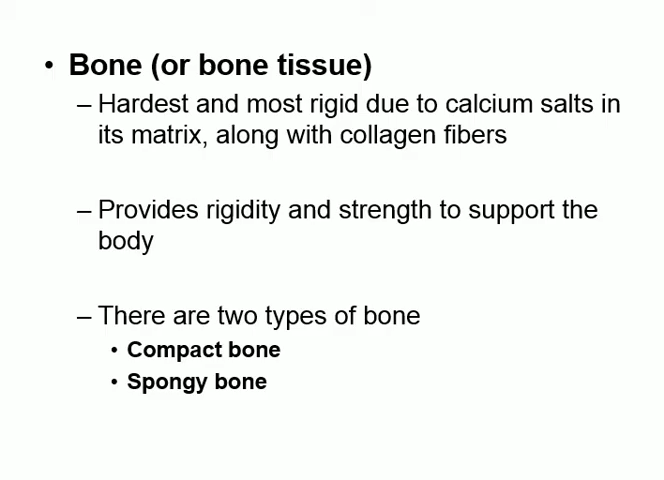 • Bone (or bone tissue)
– Hardest and most rigid due to calcium salts in
its matrix, along with collagen fibers
– Provides rigidity and strength to support the
body
– There are two types of bone
• Compact bone
• Spongy bone